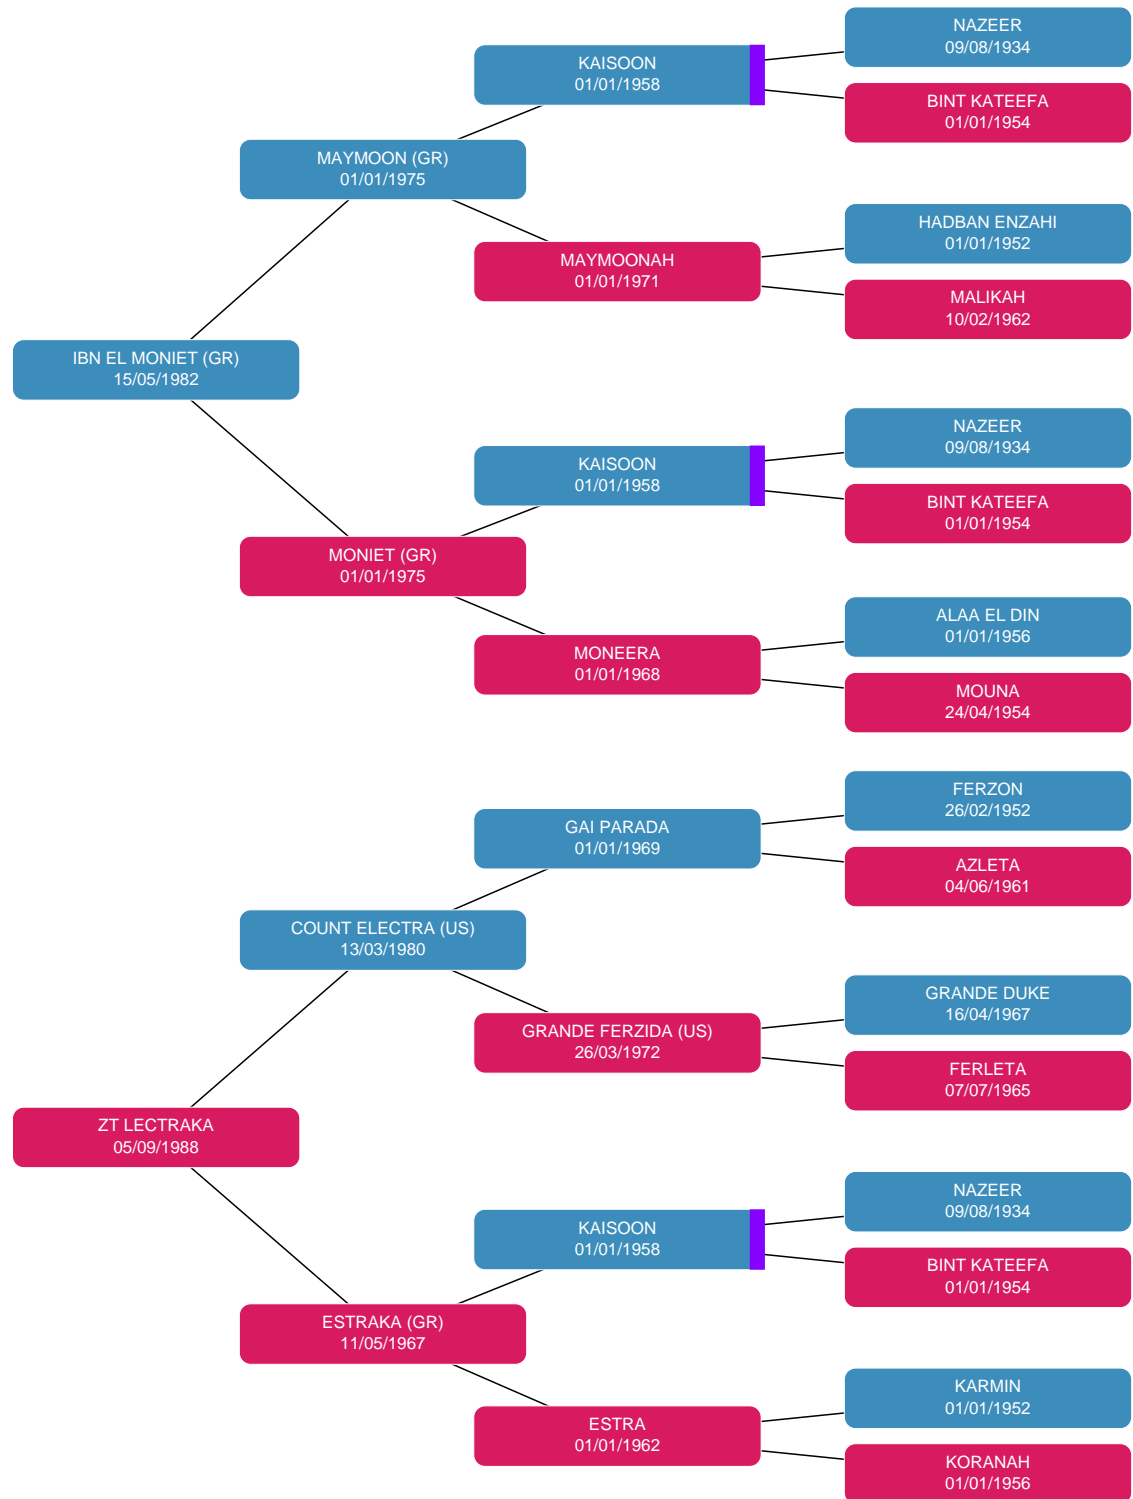 NAZEER
09/08/1934
KAISOON
01/01/1958
BINT KATEEFA
01/01/1954
MAYMOON (GR)
01/01/1975
HADBAN ENZAHI
01/01/1952
MAYMOONAH
01/01/1971
MALIKAH
10/02/1962
IBN EL MONIET (GR)
15/05/1982
NAZEER
09/08/1934
KAISOON
01/01/1958
BINT KATEEFA
01/01/1954
MONIET (GR)
01/01/1975
ALAA EL DIN
01/01/1956
MONEERA
01/01/1968
MOUNA
24/04/1954
FERZON
26/02/1952
GAI PARADA
01/01/1969
AZLETA
04/06/1961
COUNT ELECTRA (US)
13/03/1980
GRANDE DUKE
16/04/1967
GRANDE FERZIDA (US)
26/03/1972
FERLETA
07/07/1965
ZT LECTRAKA
05/09/1988
NAZEER
09/08/1934
KAISOON
01/01/1958
BINT KATEEFA
01/01/1954
ESTRAKA (GR)
11/05/1967
KARMIN
01/01/1952
ESTRA
01/01/1962
KORANAH
01/01/1956